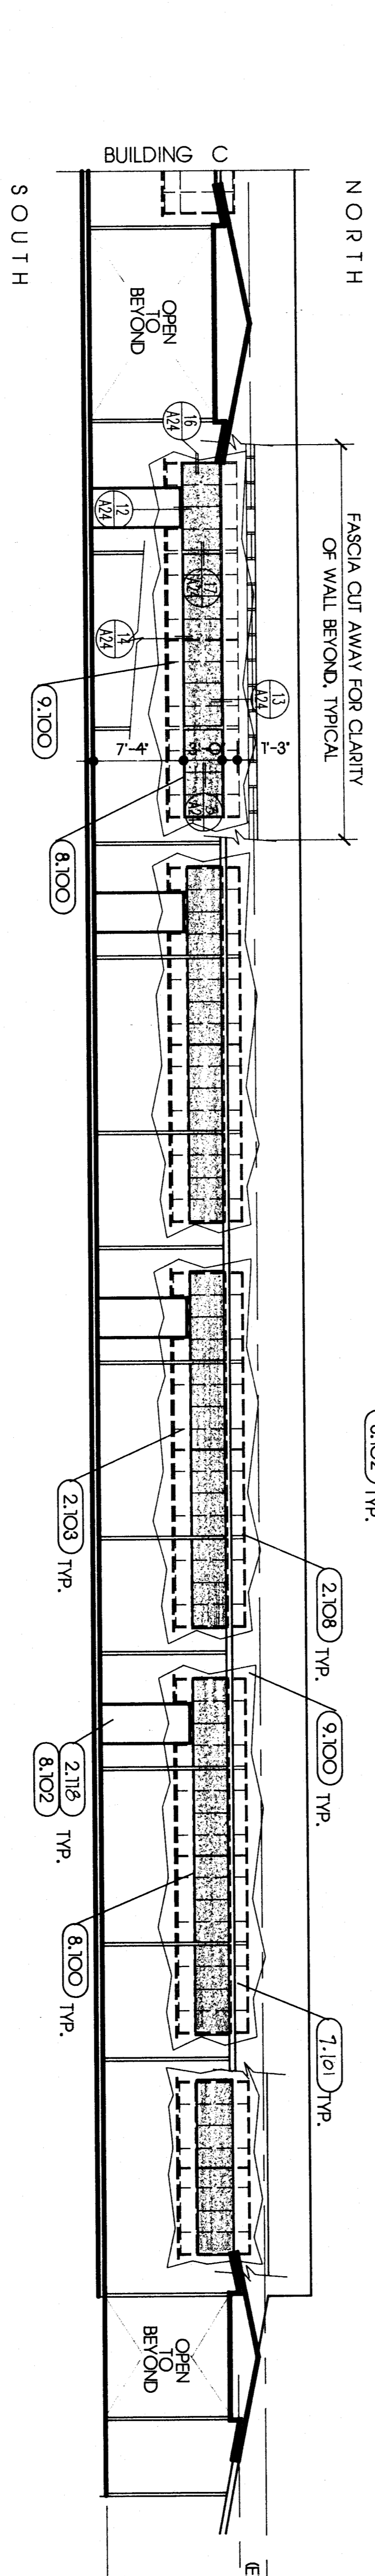 BUILDING C
NORTH
SOUTH
OPEN
TO
BEYOND
FASCIA CUT AWAY FOR CLARITY
OF WALL BEYOND, TYPICAL
16
A24
12
A24
17
A24
14
A24
13
A24
A24
7'-4"
1'-3"
9.100
8.100
2.103 TYP.
2.108 TYP.
9.100 TYP.
2.118
8.102 TYP.
8.100 TYP.
7.101 TYP.
TYP.
OPEN
TO
BEYOND
(E